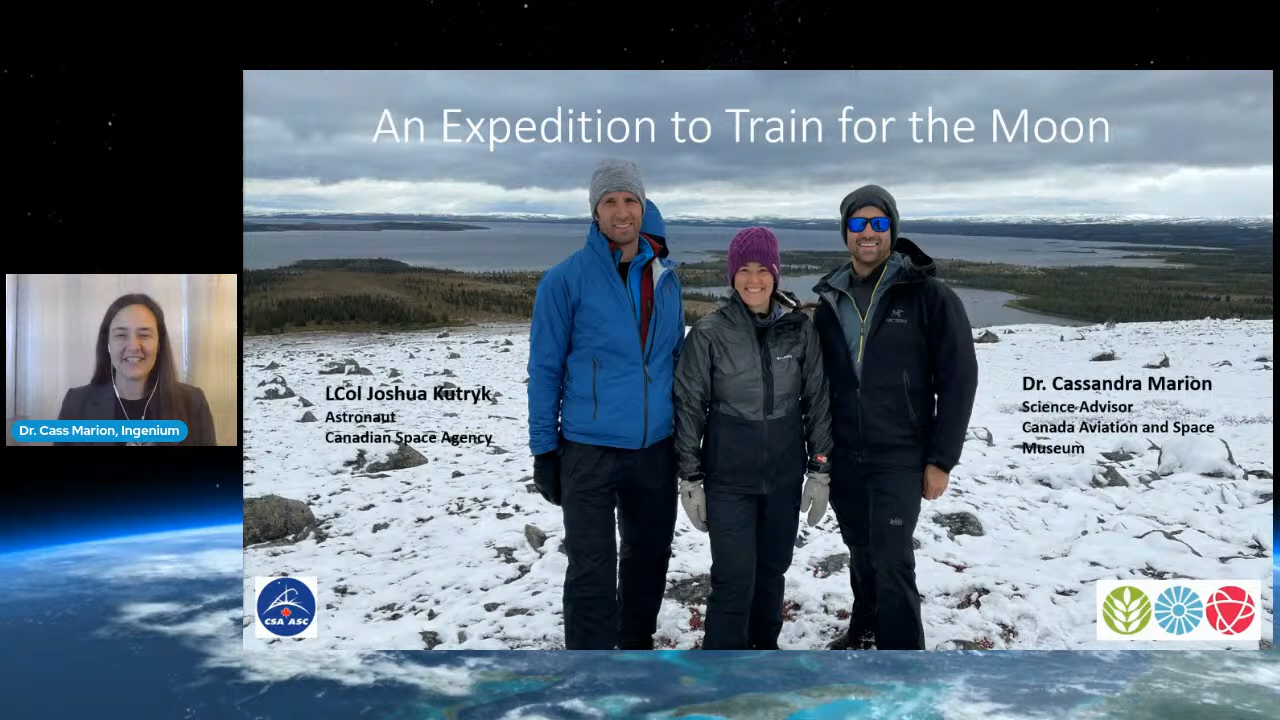 An Expedition to Train for the Moon
LCol Joshua Kutryk
Astronaut
Canadian Space Agency
Dr. Cassandra Marion
Science Advisor
Canada Aviation and Space
Museum
Dr. Cass Marion, Ingenium
CSA ASC